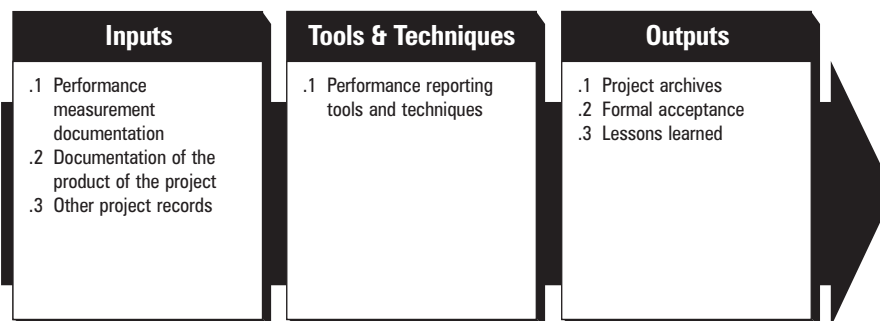 Inputs
.1 Performance
measurement
documentation
.2 Documentation of the
product of the project
.3 Other project records
Tools & Techniques
.1 Performance reporting
tools and techniques
Outputs
.1 Project archives
.2 Formal acceptance
.3 Lessons learned